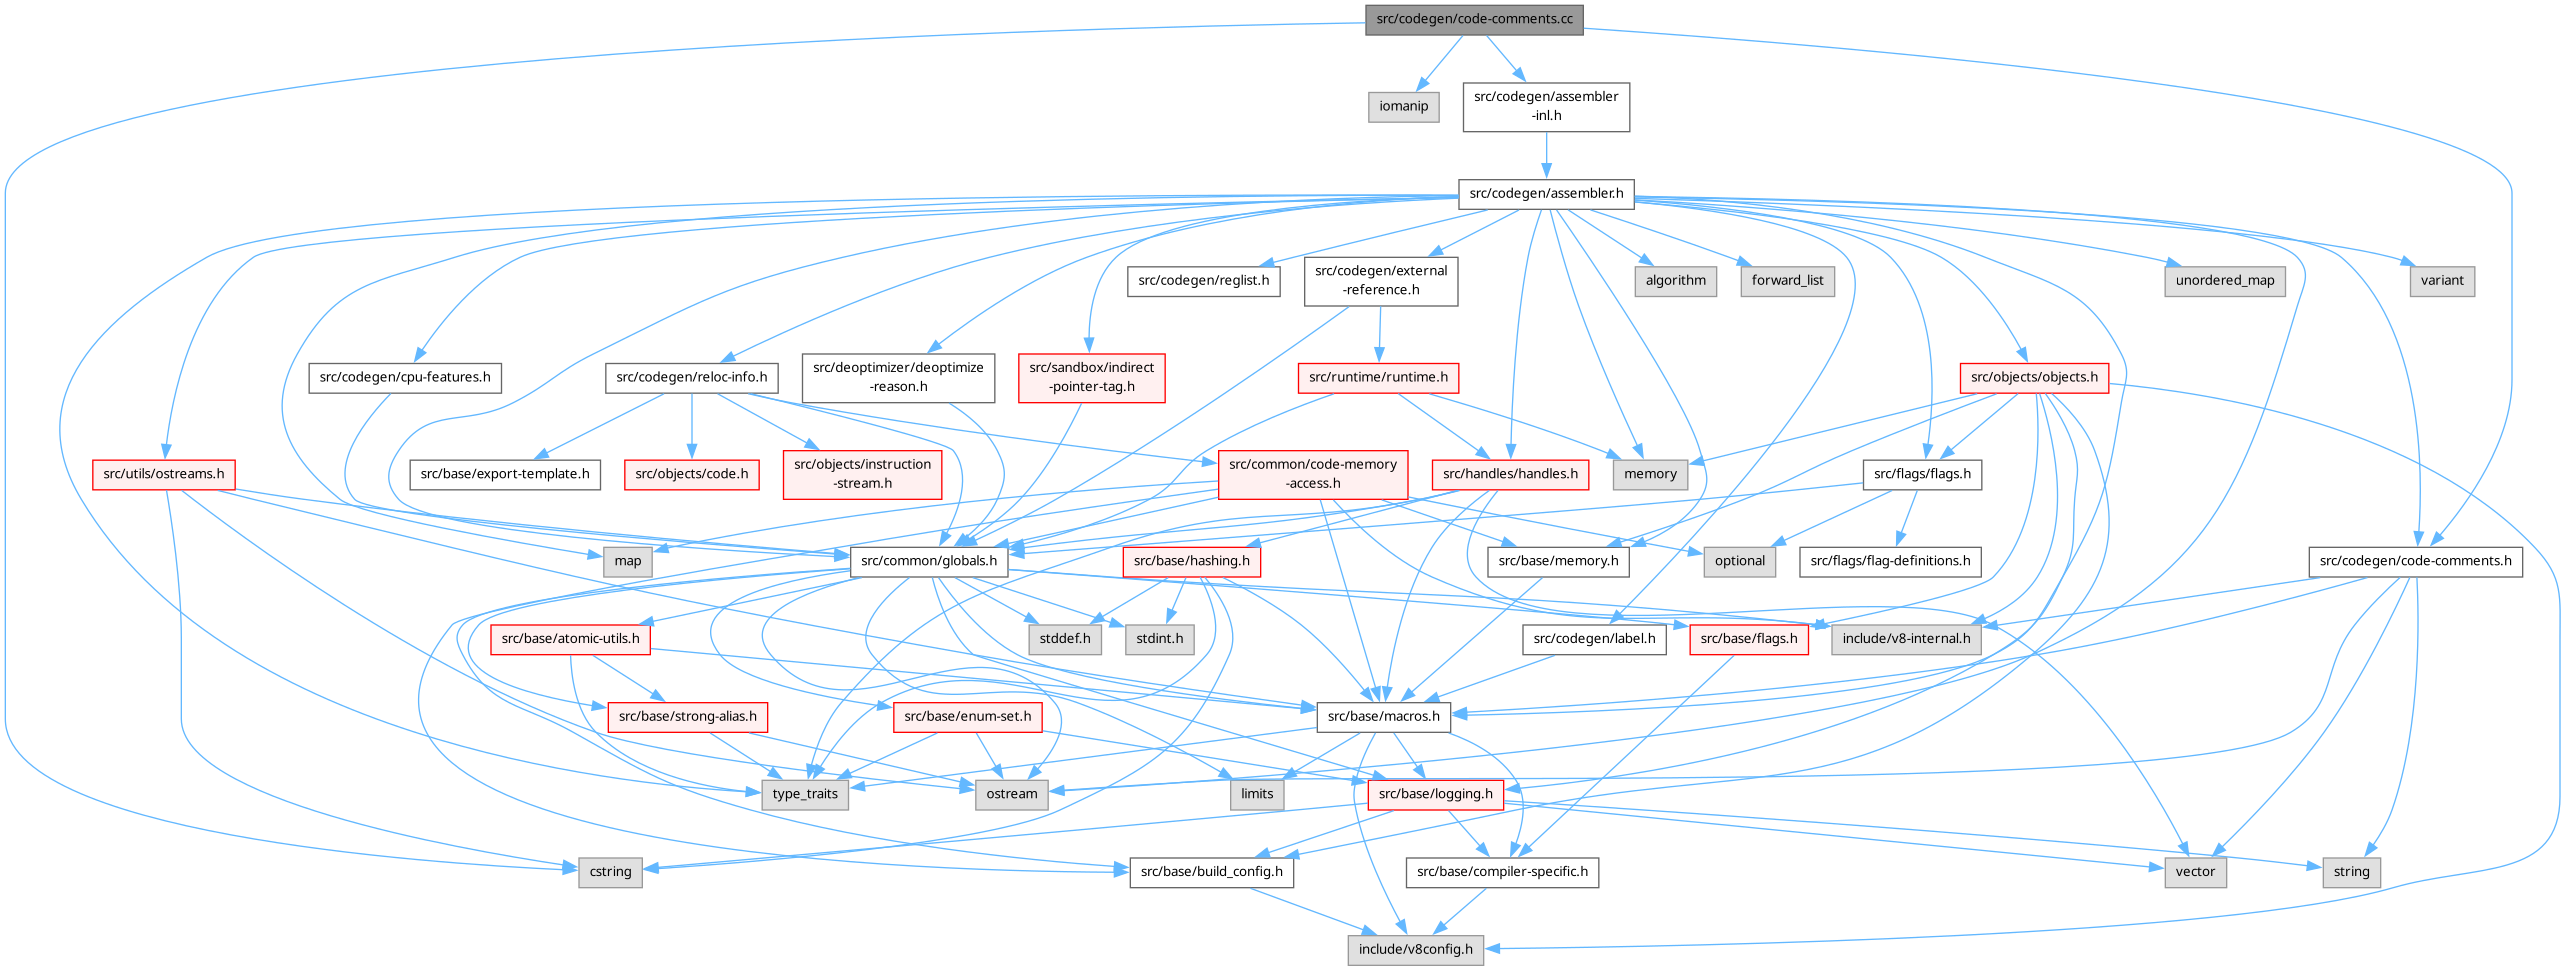 src/codegen/code-comments.cc
iomanip
src/codegen/assembler
-inl.h
src/codegen/assembler.h
src/codegen/reglist.h
src/codegen/external
-reference.h
algorithm
forward_list
unordered_map
variant
src/codegen/cpu-features.h
src/codegen/reloc-info.h
src/deoptimizer/deoptimize
-reason.h
src/sandbox/indirect
-pointer-tag.h
src/runtime/runtime.h
src/objects/objects.h
src/utils/ostreams.h
src/base/export-template.h
src/objects/code.h
src/objects/instruction
-stream.h
src/common/code-memory
-access.h
src/handles/handles.h
memory
src/flags/flags.h
map
src/common/globals.h
src/base/hashing.h
src/base/memory.h
optional
src/flags/flag-definitions.h
src/codegen/code-comments.h
src/base/atomic-utils.h
stddef.h
stdint.h
src/codegen/label.h
src/base/flags.h
include/v8-internal.h
src/base/strong-alias.h
src/base/enum-set.h
src/base/macros.h
type_traits
ostream
limits
src/base/logging.h
cstring
src/base/build_config.h
src/base/compiler-specific.h
vector
string
include/v8config.h